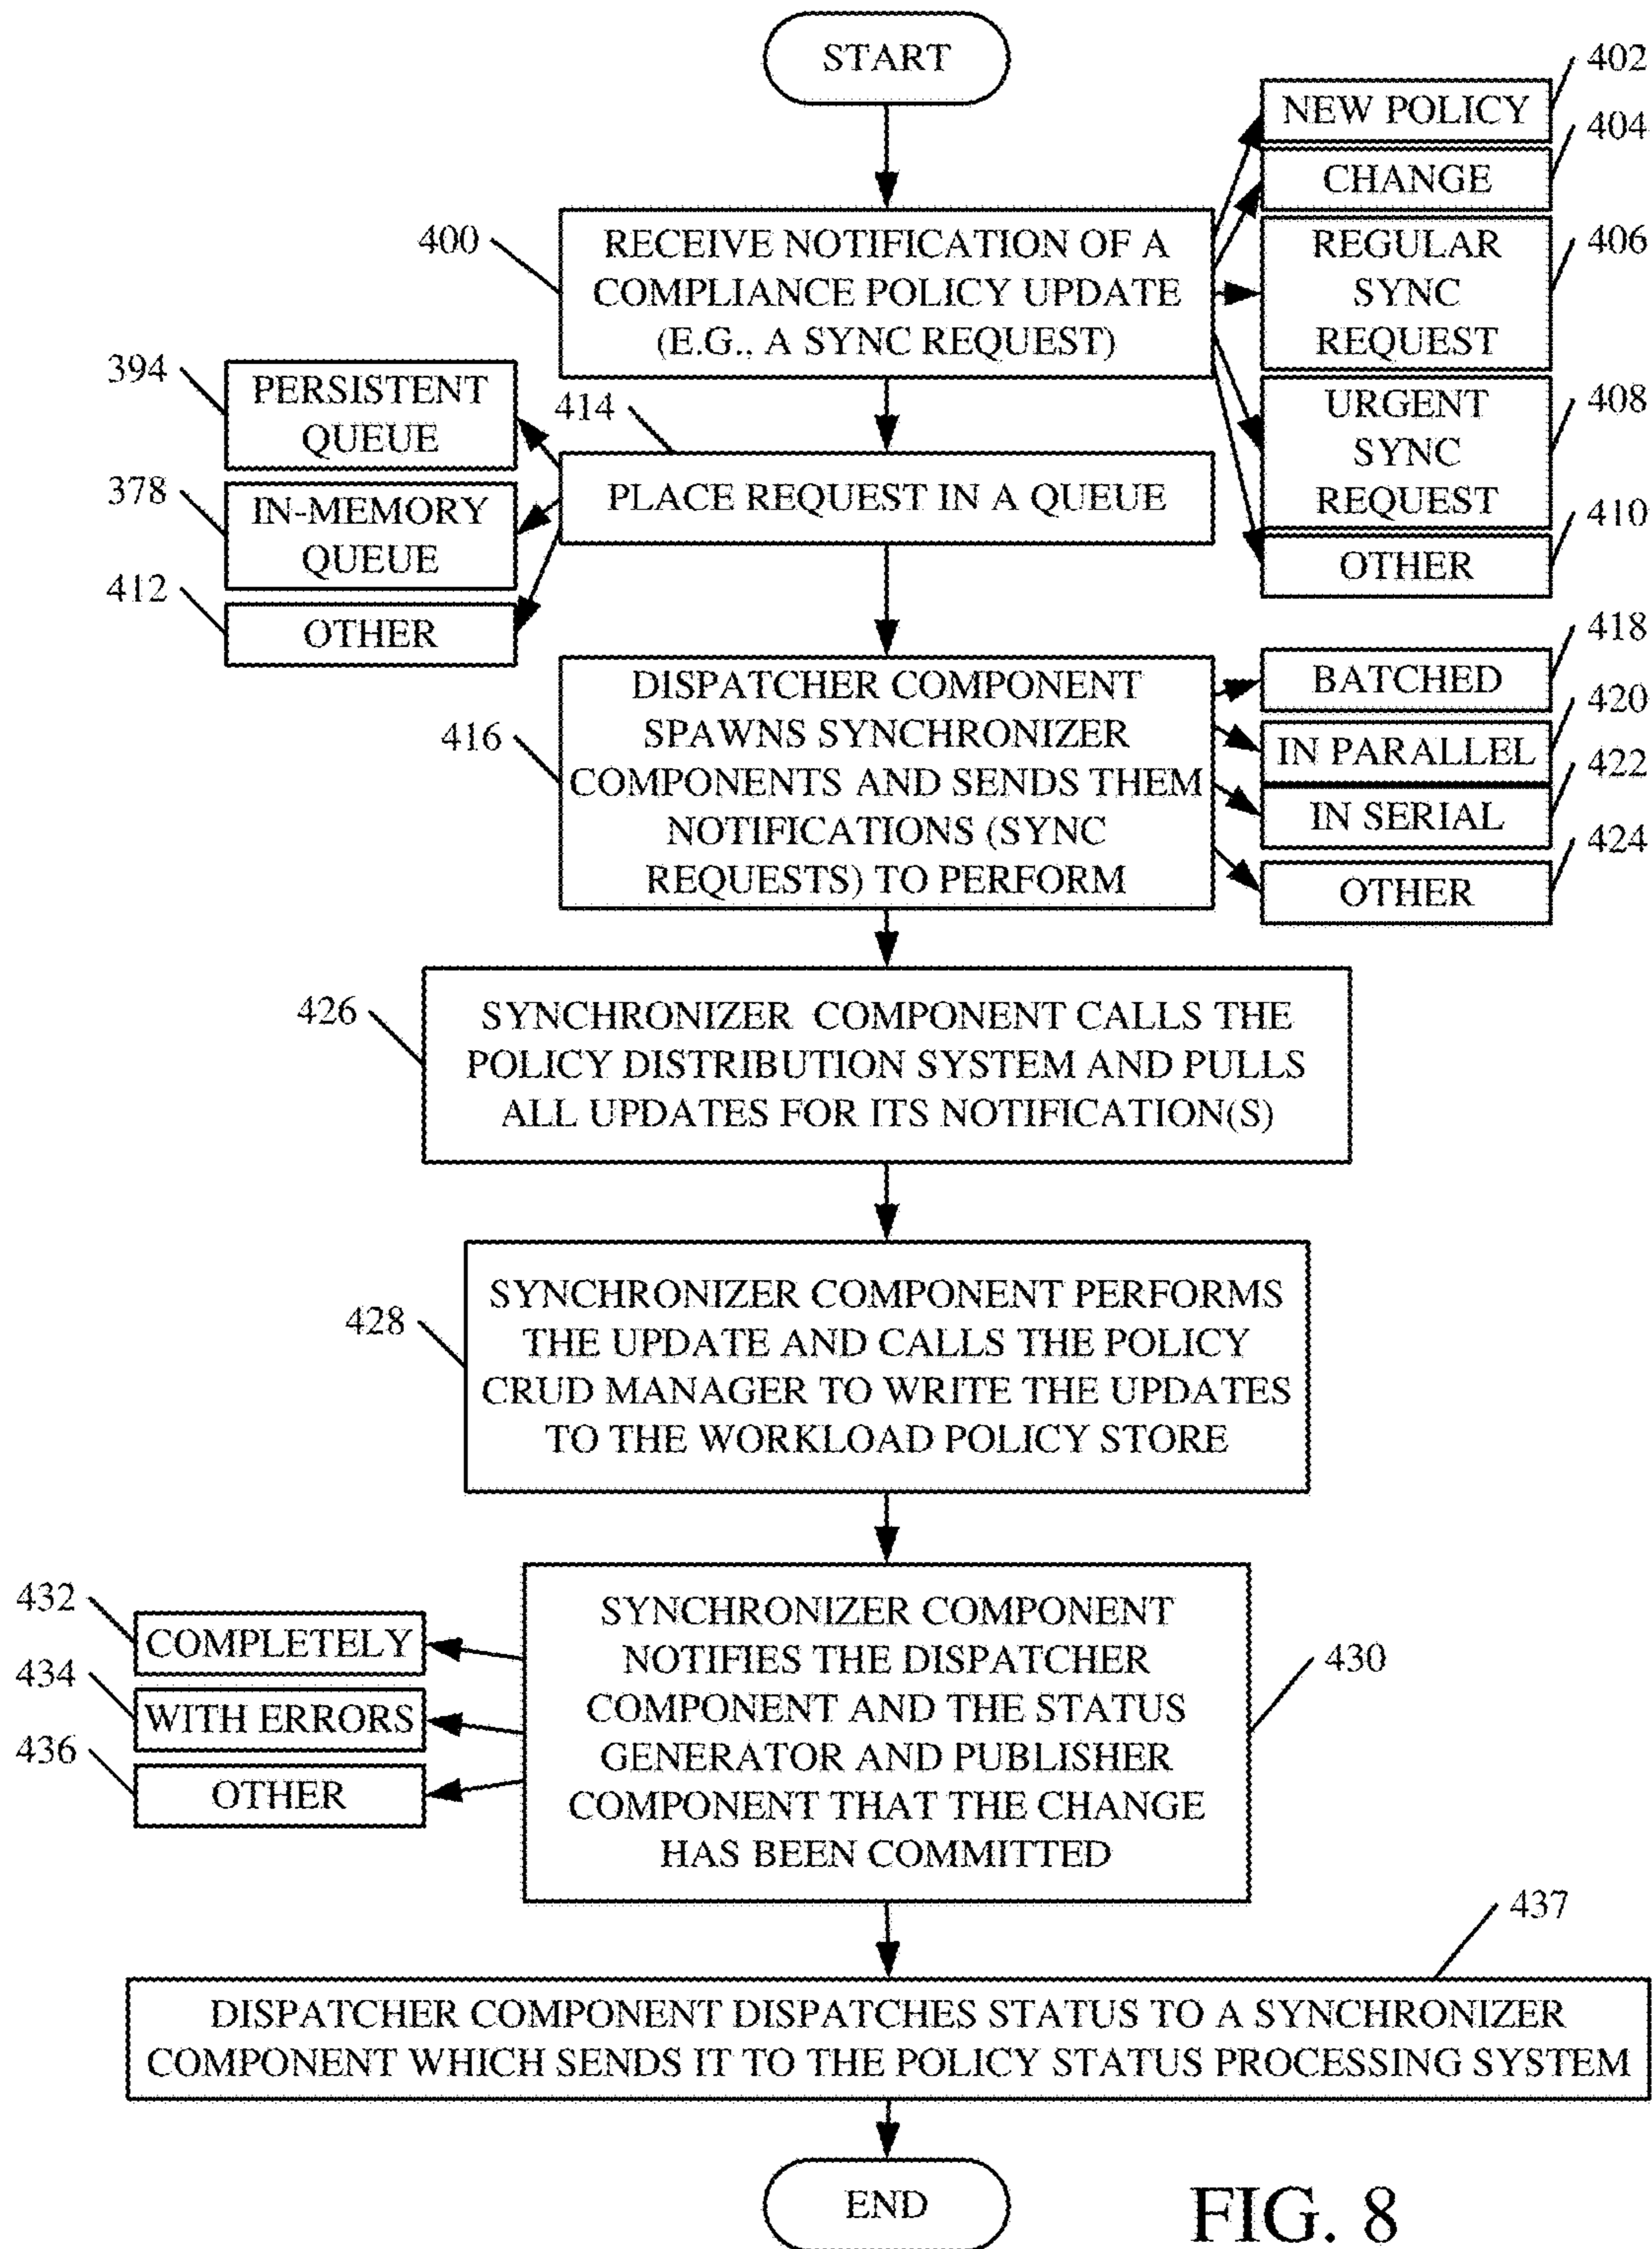 START
402
NEW POLICY
404
CHANGE
400
RECEIVE NOTIFICATION OF A
COMPLIANCE POLICY UPDATE
(E.G., A SYNC REQUEST)
REGULAR
SYNC
REQUEST
406
394
PERSISTENT
QUEUE
414
URGENT
SYNC
REQUEST
408
378
IN-MEMORY
QUEUE
PLACE REQUEST IN A QUEUE
410
OTHER
412
OTHER
418
BATCHED
416
DISPATCHER COMPONENT
SPAWNS SYNCHRONIZER
COMPONENTS AND SENDS THEM
NOTIFICATIONS (SYNC
REQUESTS) TO PERFORM
420
IN PARALLEL
422
IN SERIAL
424
OTHER
426
SYNCHRONIZER COMPONENT CALLS THE
POLICY DISTRIBUTION SYSTEM AND PULLS
ALL UPDATES FOR ITS NOTIFICATION(S)
428
SYNCHRONIZER COMPONENT PERFORMS
THE UPDATE AND CALLS THE POLICY
CRUD MANAGER TO WRITE THE UPDATES
TO THE WORKLOAD POLICY STORE
432
COMPLETELY
434
WITH ERRORS
436
OTHER
SYNCHRONIZER COMPONENT
NOTIFIES THE DISPATCHER
COMPONENT AND THE STATUS
GENERATOR AND PUBLISHER
COMPONENT THAT THE CHANGE
HAS BEEN COMMITTED
430
437
DISPATCHER COMPONENT DISPATCHES STATUS TO A SYNCHRONIZER
COMPONENT WHICH SENDS IT TO THE POLICY STATUS PROCESSING SYSTEM
END
FIG. 8